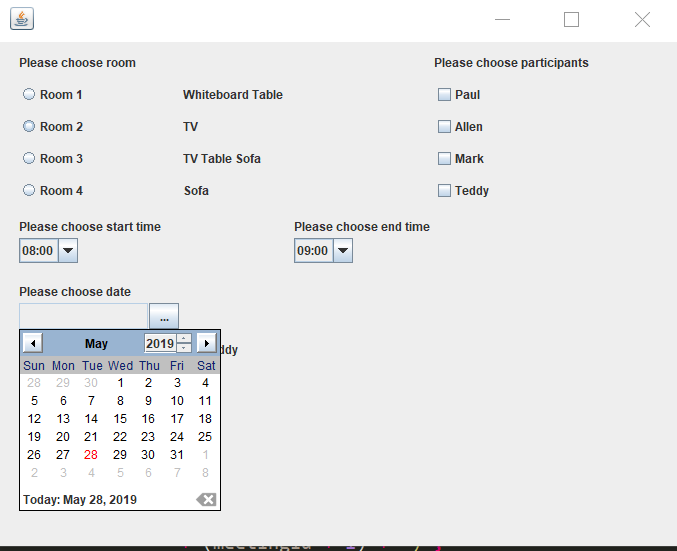 Please choose room Please choose participants
Room 1 Whiteboard Table Paul
Room 2 TV Allen
Room 3 TV Table Sofa Mark
Room 4 Sofa Teddy
Please choose start time Please choose end time
08:00 09:00
Please choose date
...
May 2019
ddy
Sun Mon Tue Wed Thu Fri Sat
28 29 30 1 2 3 4
5 6 7 8 9 10 11
12 13 14 15 16 17 18
19 20 21 22 23 24 25
26 27 28 29 30 31 1
2 3 4 5 6 7 8
Today: May 28, 2019